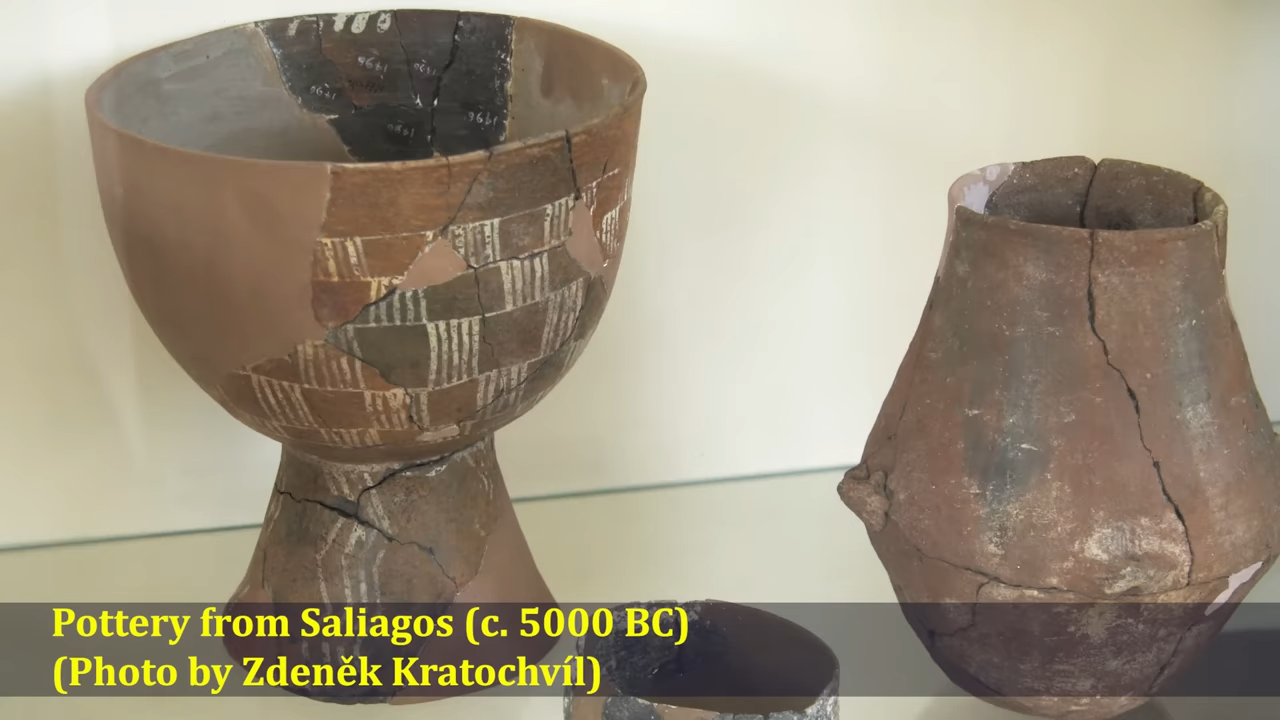 Pottery from Saliagos (c. 5000 BC)
(Photo by Zdeněk Kratochvíl)